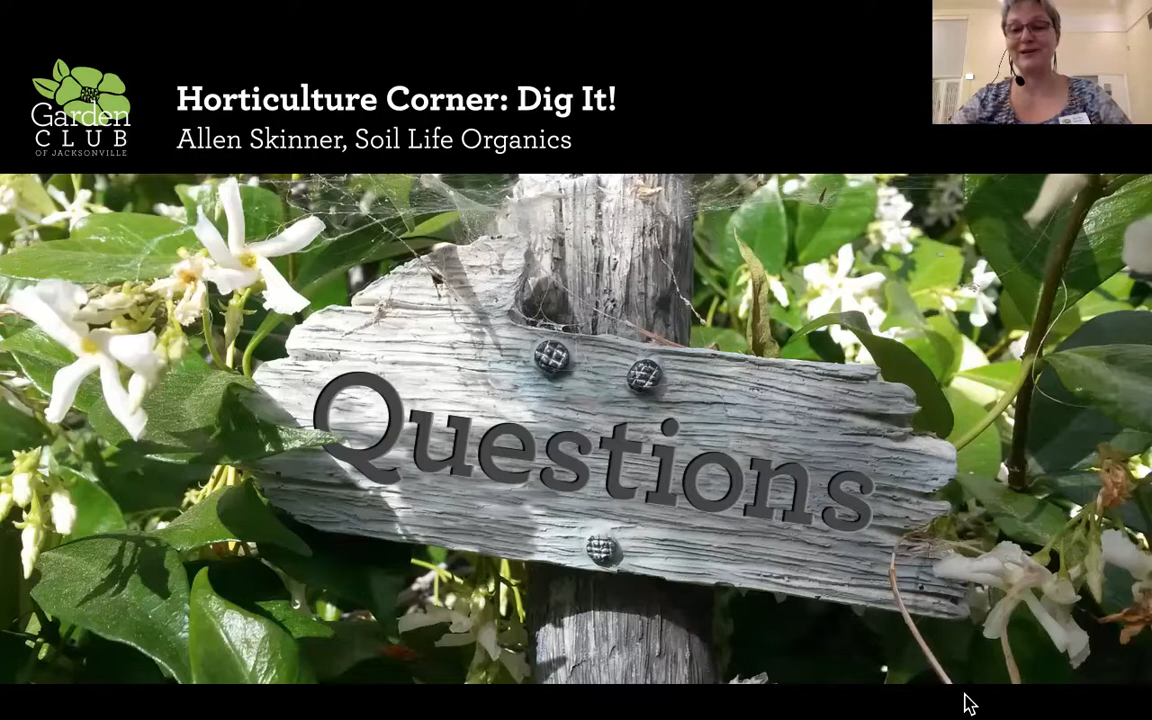 Garden
CLUB
OF JACKSONVILLE
Horticulture Corner: Dig It!
Allen Skinner, Soil Life Organics
Questions